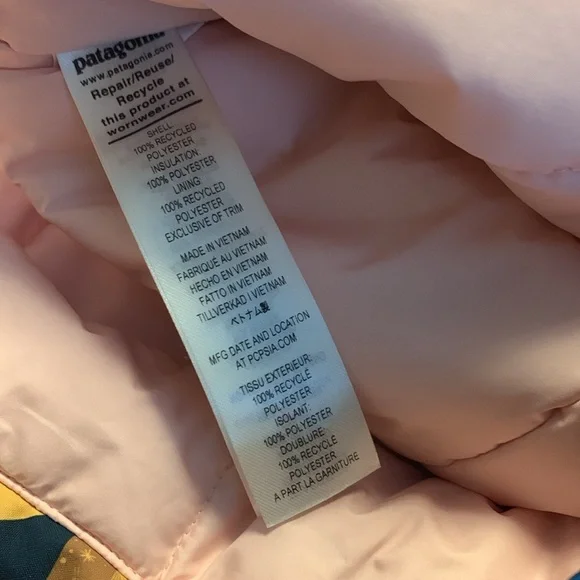 patagonia
www.patagonia.com
Repair/Reuse/
Recycle
this product at
wornwear.com
SHELL:
100% RECYCLED
POLYESTER
INSULATION
100% POLYESTER
LINING
100% RECYCLED
POLYESTER
EXCLUSIVE OF TRIM
MADE IN VIETNAM
FABRIQUÉ AU VIETNAM
HECHO EN VIETNAM
FATTO IN VIETNAM
TILLVERKAD I VIETNAM
ベトナム製
MFG DATE AND LOCATION
AT PCPSIA.COM
TISSU EXTERIEUR:
100% RECYCLÉ
POLYESTER
ISOLANT:
100% POLYESTER
DOUBLURE:
100% RECYCLÉ
POLYESTER
A PART LA GARNITURE